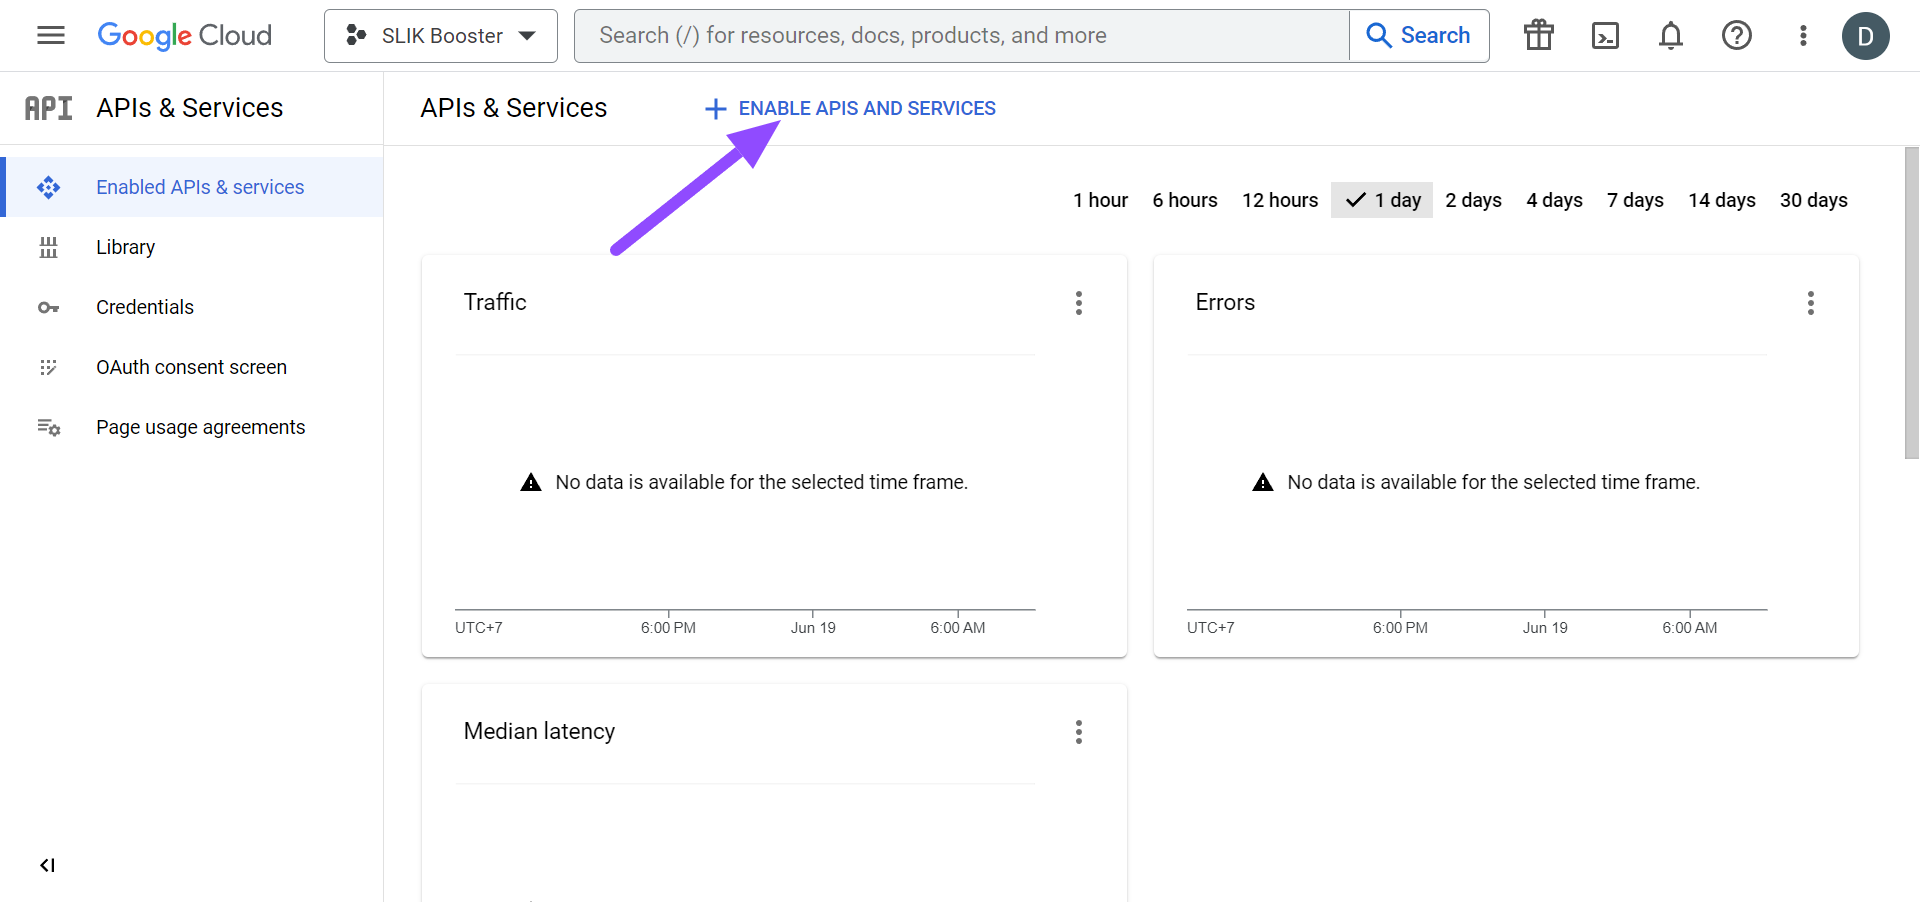 Google Cloud
SLIK Booster
Search (/) for resources, docs, products, and more
Search
D
API
APIs & Services
APIs & Services
ENABLE APIS AND SERVICES
Enabled APIs & services
Library
Credentials
OAuth consent screen
Page usage agreements
1 hour 6 hours 12 hours 1 day 2 days 4 days 7 days 14 days 30 days
Traffic
No data is available for the selected time frame.
UTC+7 6:00 PM Jun 19 6:00 AM
Errors
No data is available for the selected time frame.
UTC+7 6:00 PM Jun 19 6:00 AM
Median latency